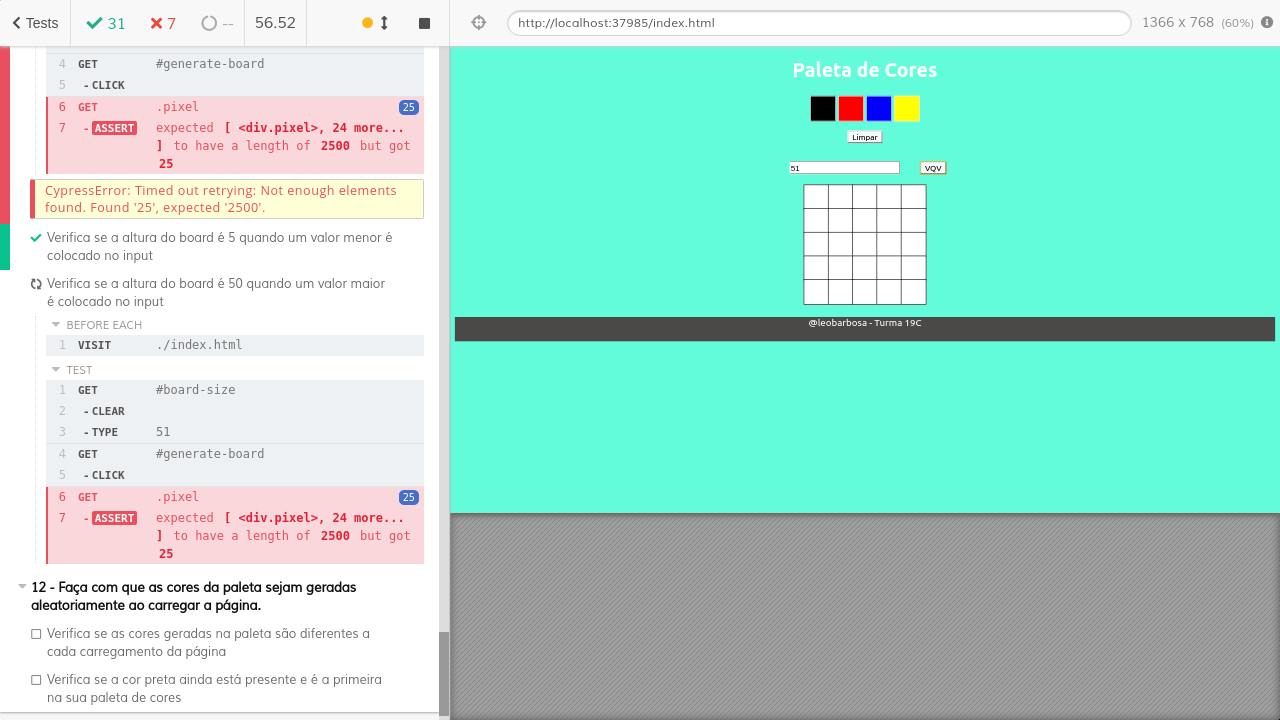 Tests 31 7 -- 56.52
http://localhost:37985/index.html 1366 x 768 (60%)
4 GET #generate-board
5 - CLICK
6 GET .pixel 25
7 - ASSERT expected [ <div.pixel>, 24 more...
] to have a length of 2500 but got
25
CypressError: Timed out retrying: Not enough elements
found. Found '25', expected '2500'.
Verifica se a altura do board é 5 quando um valor menor é
colocado no input
Verifica se a altura do board é 50 quando um valor maior
é colocado no input
BEFORE EACH
1 VISIT ./index.html
TEST
1 GET #board-size
2 - CLEAR
3 - TYPE 51
4 GET #generate-board
5 - CLICK
6 GET .pixel 25
7 - ASSERT expected [ <div.pixel>, 24 more...
] to have a length of 2500 but got
25
12 - Faça com que as cores da paleta sejam geradas
aleatoriamente ao carregar a página.
Verifica se as cores geradas na paleta são diferentes a
cada carregamento da página
Verifica se a cor preta ainda está presente e é a primeira
na sua paleta de cores
Paleta de Cores
Limpar
51 VQV
@leobarbosa - Turma 19C